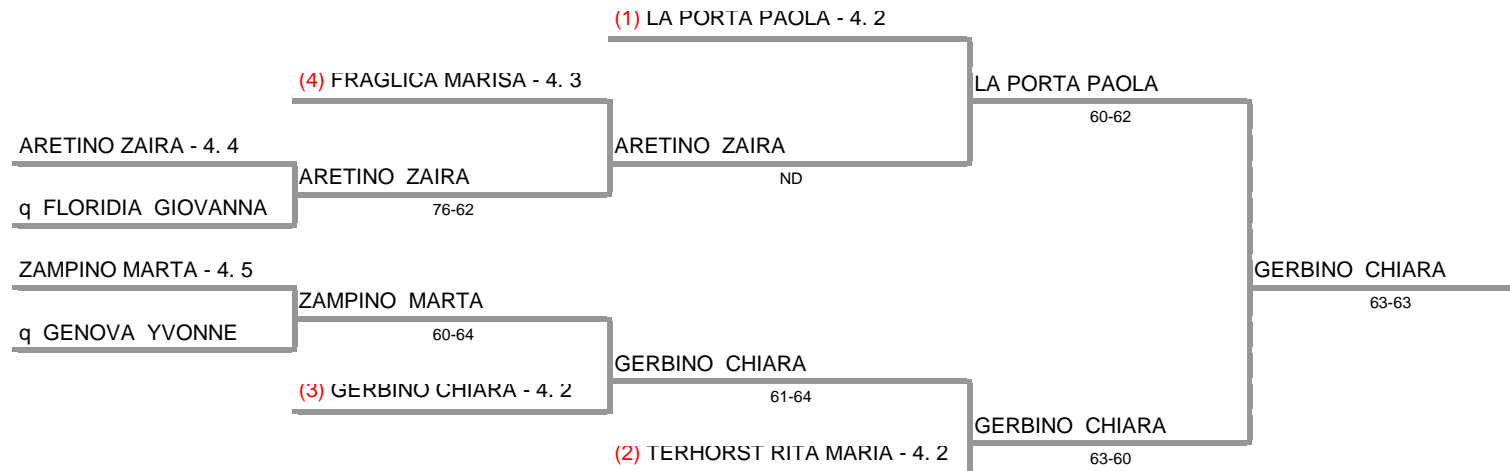 (1) LA PORTA PAOLA - 4. 2
(4) FRAGLICA MARISA - 4. 3
LA PORTA PAOLA
60-62
ARETINO ZAIRA - 4. 4
ARETINO ZAIRA
ND
ARETINO ZAIRA
76-62
q FLORIDIA GIOVANNA
ZAMPINO MARTA - 4. 5
GERBINO CHIARA
63-63
ZAMPINO MARTA
60-64
q GENOVA YVONNE
GERBINO CHIARA
61-64
(3) GERBINO CHIARA - 4. 2
GERBINO CHIARA
63-60
(2) TERHORST RITA MARIA - 4. 2